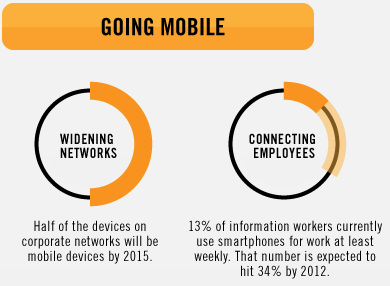 GOING MOBILE
WIDENING
NETWORKS
Half of the devices on
corporate networks will be
mobile devices by 2015.
CONNECTING
EMPLOYEES
13% of information workers currently
use smartphones for work at least
weekly. That number is expected to
hit 34% by 2012.